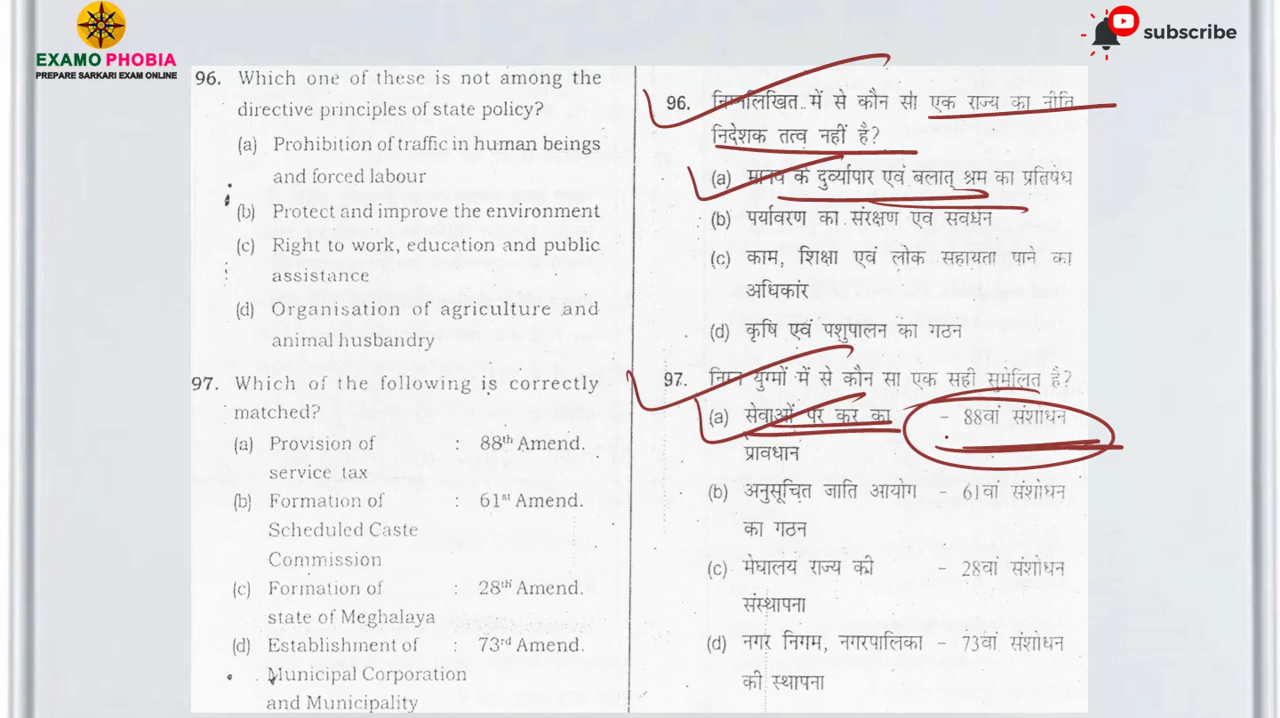 EXAMO PHOBIA
PREPARE SARKARI EXAM ONLINE
subscribe
96. Which one of these is not among the
directive principles of state policy?
(a) Prohibition of traffic in human beings
and forced labour
(b) Protect and improve the environment
(c) Right to work, education and public
assistance
(d) Organisation of agriculture and
animal husbandry
97. Which of the following is correctly
matched?
(a) Provision of : 88th Amend.
service tax
(b) Formation of : 61st Amend.
Scheduled Caste
Commission
(c) Formation of : 28th Amend.
state of Meghalaya
(d) Establishment of : 73rd Amend.
Municipal Corporation
and Municipality
96. निम्नलिखित में से कौन सा एक राज्य का नीति
निदेशक तत्व नहीं है?
(a) मानव के दुर्व्यापार एवं बलात् श्रम का प्रतिषेध
(b) पर्यावरण का संरक्षण एवं संवर्धन
(c) काम, शिक्षा एवं लोक सहायता पाने का
अधिकार
(d) कृषि एवं पशुपालन का गठन
97. निम्न युग्मों में से कौन सा एक सही सुमेलित है?
(a) सेवाओं पर कर का - 88वां संशोधन
प्रावधान
(b) अनुसूचित जाति आयोग - 61वां संशोधन
का गठन
(c) मेघालय राज्य की - 28वां संशोधन
संस्थापना
(d) नगर निगम, नगरपालिका - 73वां संशोधन
की स्थापना